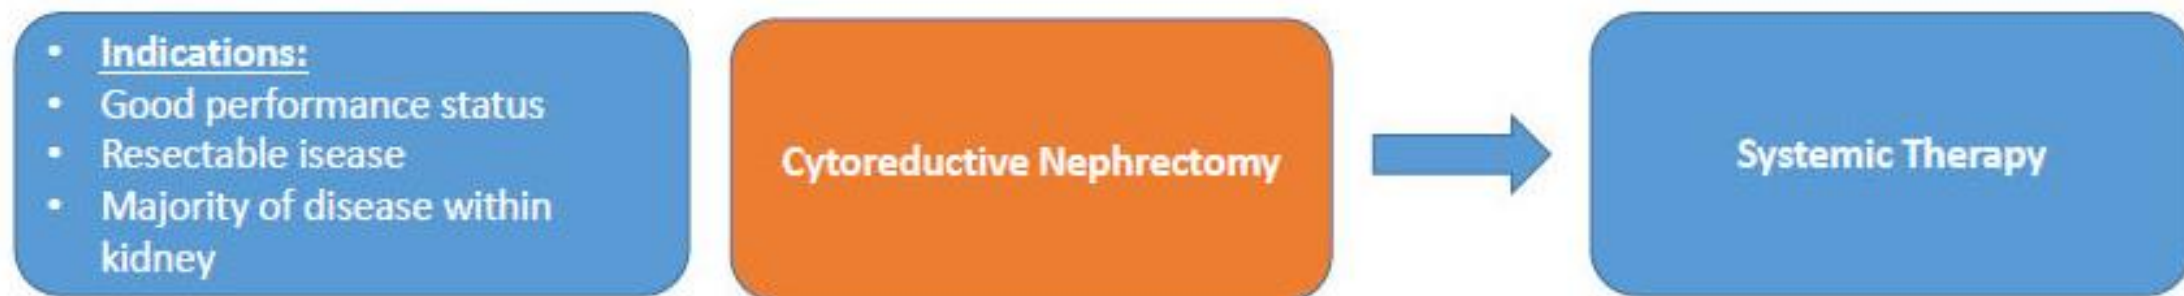 • Indications:
• Good performance status
• Resectable isease
• Majority of disease within
kidney
Cytoreductive Nephrectomy
Systemic Therapy